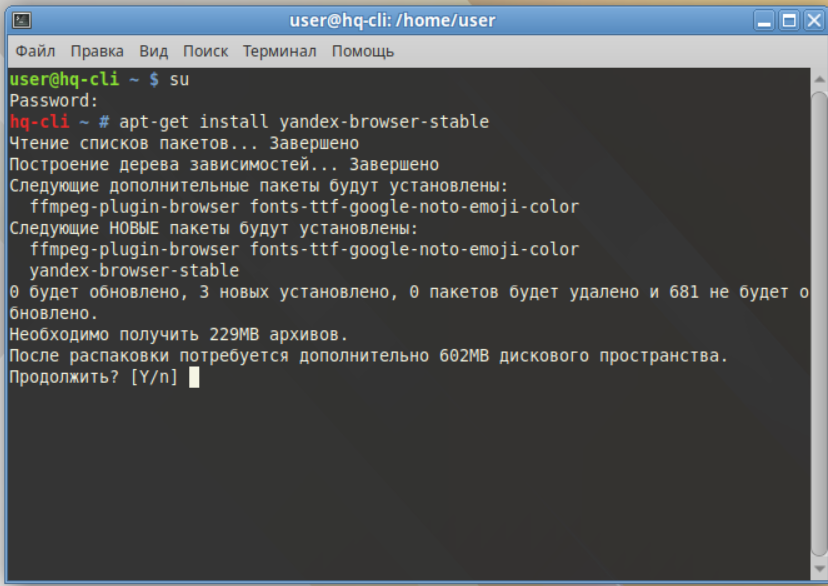 user@hq-cli: /home/user
Файл Правка Вид Поиск Терминал Помощь
user@hq-cli ~ $ su
Password:
hq-cli ~ # apt-get install yandex-browser-stable
Чтение списков пакетов... Завершено
Построение дерева зависимостей... Завершено
Следующие дополнительные пакеты будут установлены:
  ffmpeg-plugin-browser fonts-ttf-google-noto-emoji-color
Следующие НОВЫЕ пакеты будут установлены:
  ffmpeg-plugin-browser fonts-ttf-google-noto-emoji-color
  yandex-browser-stable
0 будет обновлено, 3 новых установлено, 0 пакетов будет удалено и 681 не будет о
бновлено.
Необходимо получить 229MB архивов.
После распаковки потребуется дополнительно 602MB дискового пространства.
Продолжить? [Y/n]